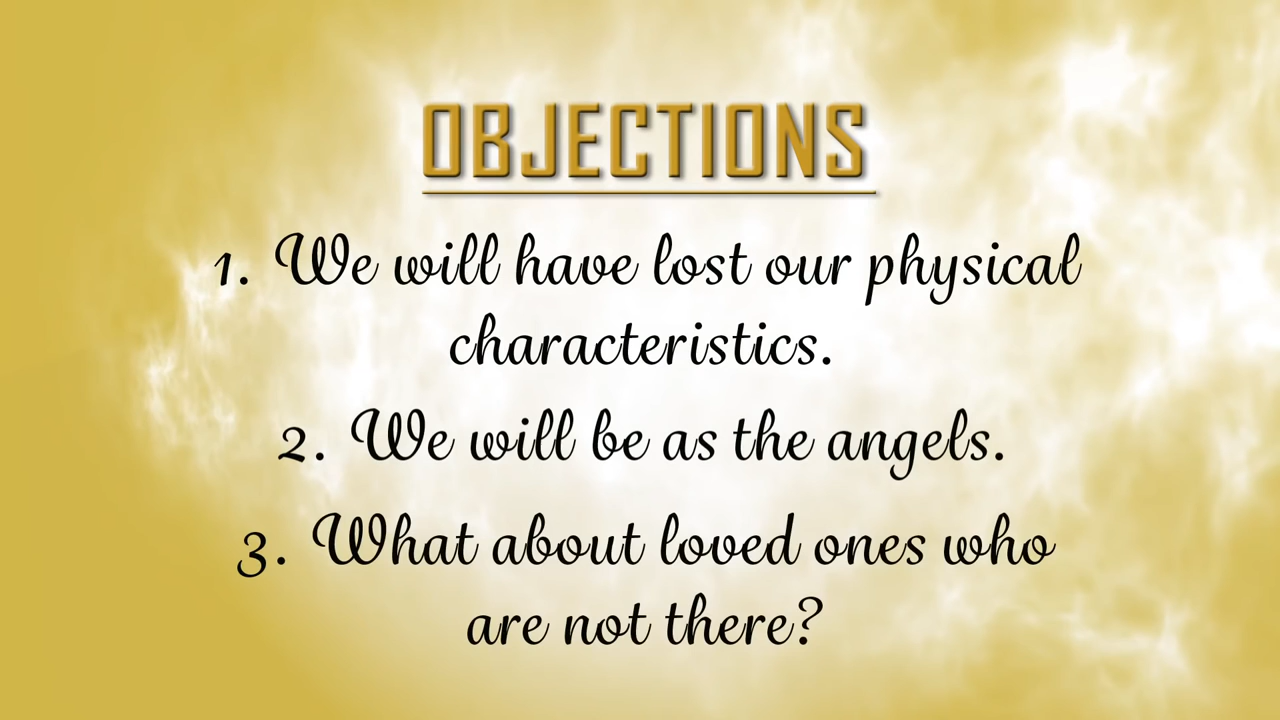 OBJECTIONS
1. We will have lost our physical
characteristics.
2. We will be as the angels.
3. What about loved ones who
are not there?